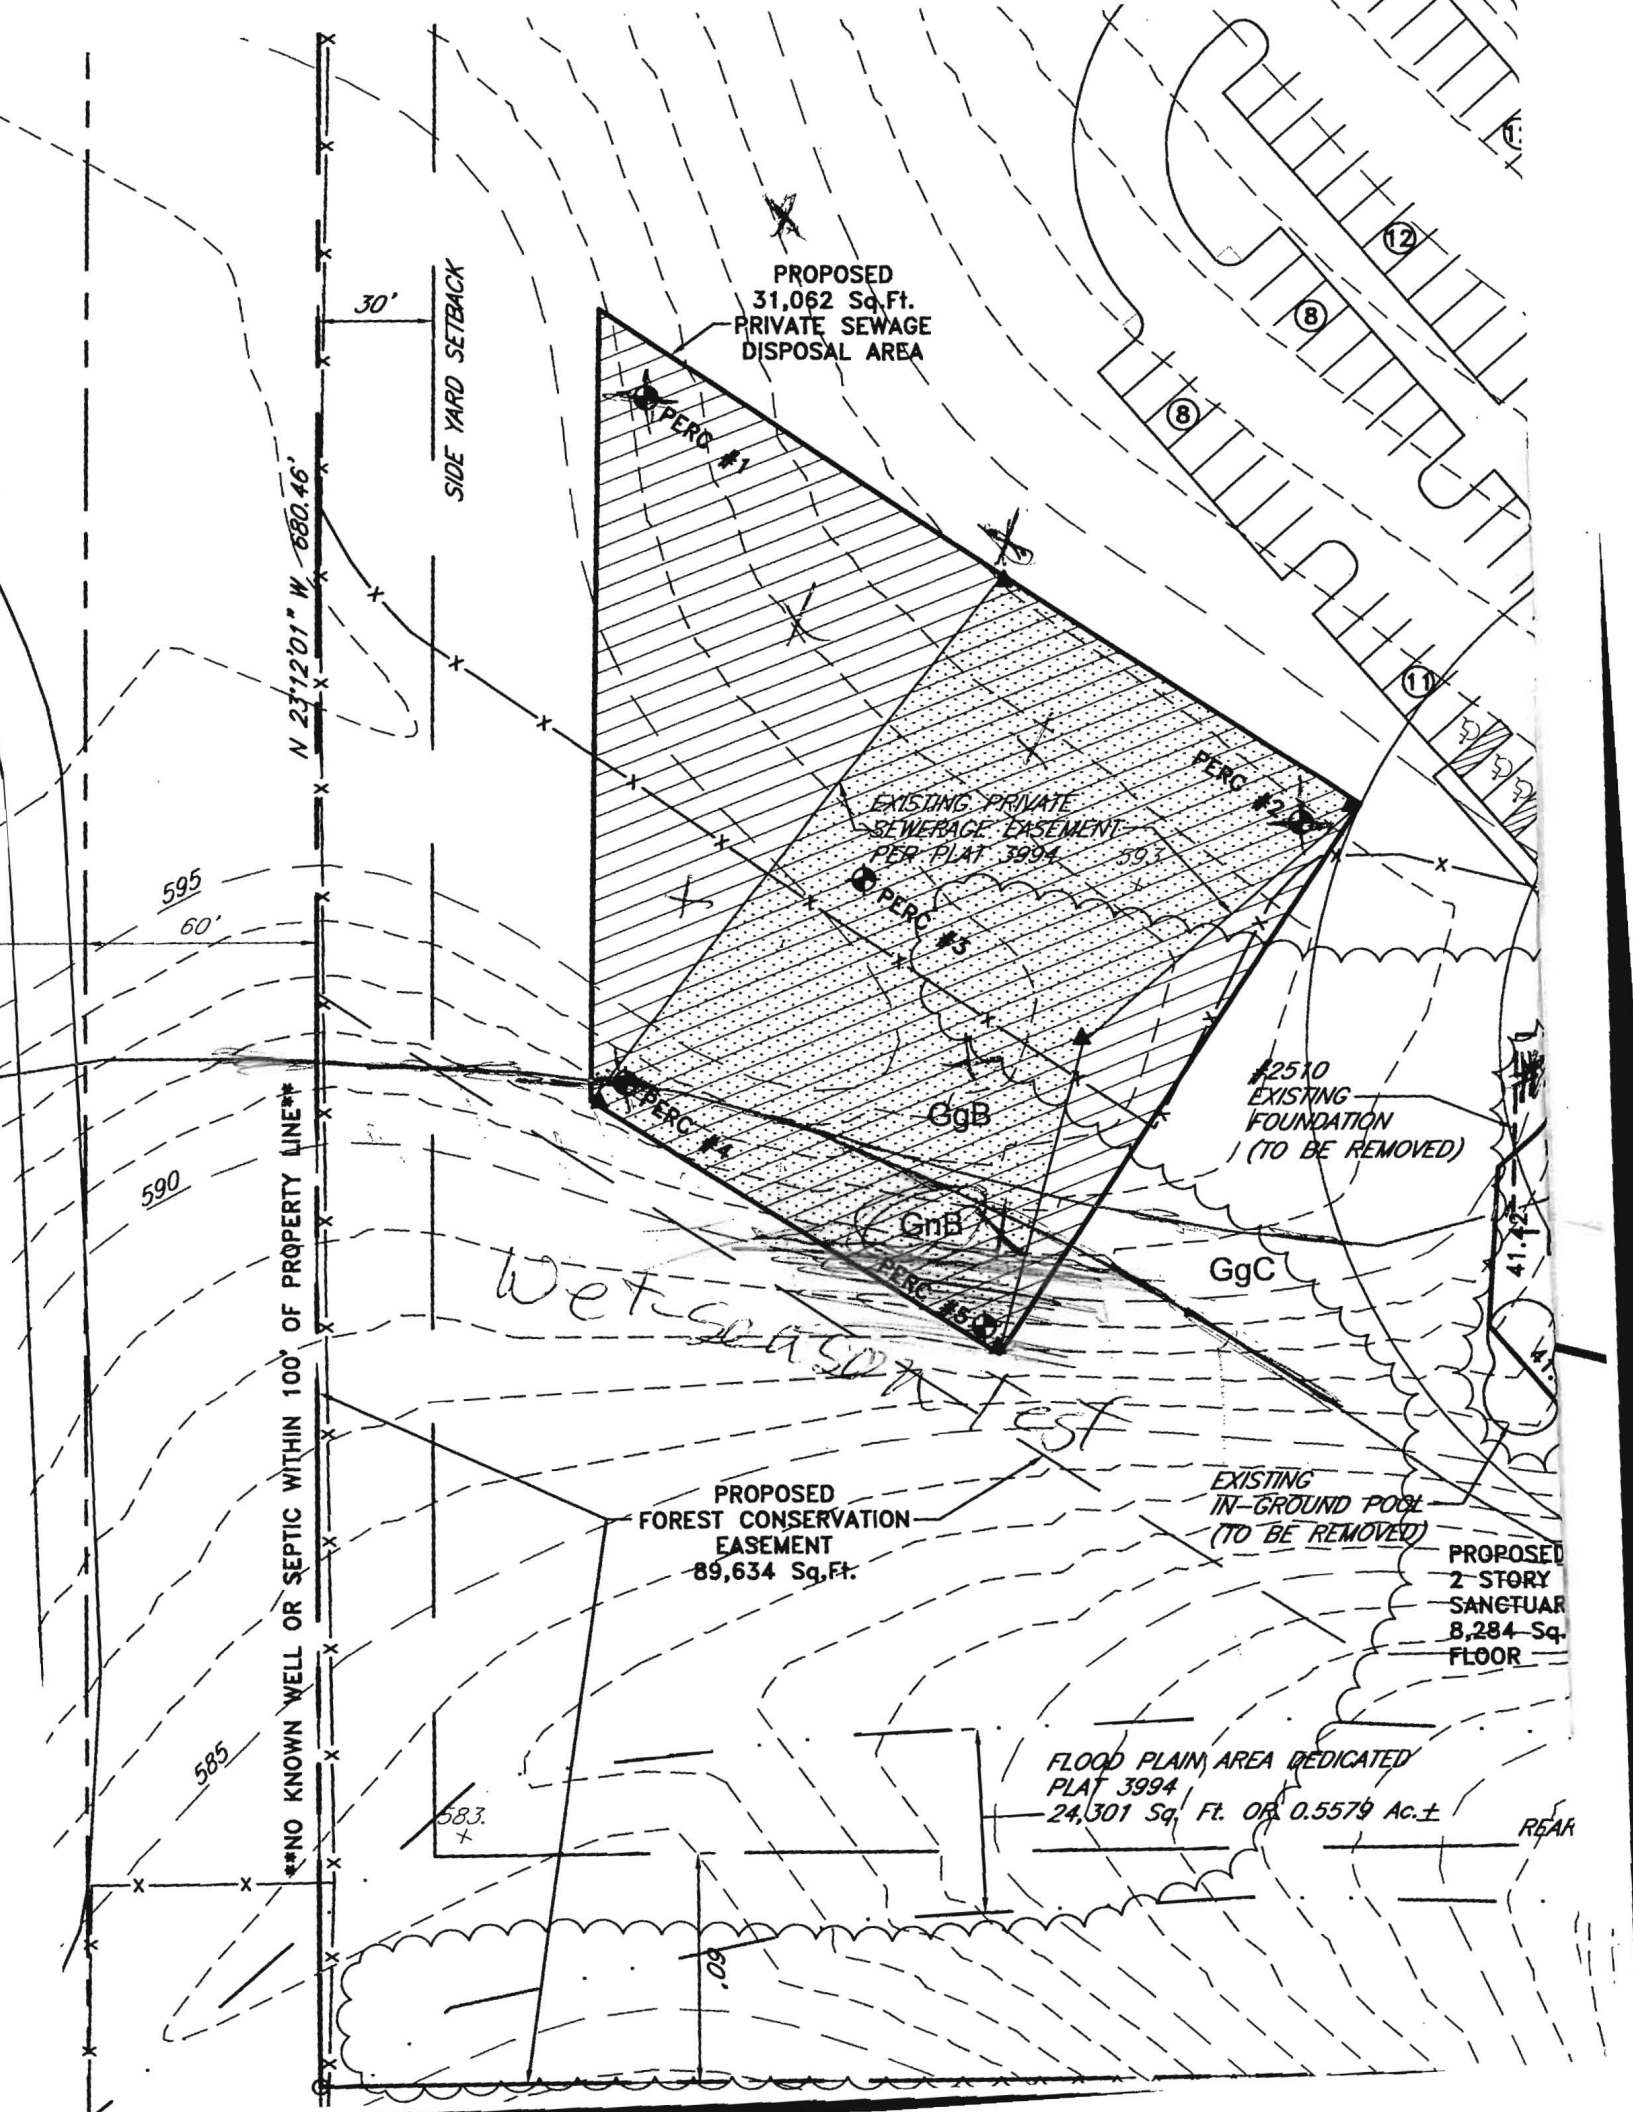 12
8
8
11
PROPOSED
31,062 Sq.Ft.
PRIVATE SEWAGE
DISPOSAL AREA
30'
SIDE YARD SETBACK
N 23°12'01" W 680.46'
PERC #1
PERC #2
EXISTING PRIVATE
SEWERAGE EASEMENT
PER PLAT 3994
593
PERC #3
595
60'
590
PERC #4
GgB
GnB
PERC #5
GgC
#2510
EXISTING
FOUNDATION
(TO BE REMOVED)
41.42
41.
Wet Season Test
**NO KNOWN WELL OR SEPTIC WITHIN 100' OF PROPERTY LINE**
PROPOSED
FOREST CONSERVATION
EASEMENT
89,634 Sq.Ft.
EXISTING
IN-GROUND POOL
(TO BE REMOVED)
PROPOSED
2 STORY
SANCTUAR
8,284 Sq.
FLOOR
585
583.
FLOOD PLAIN AREA DEDICATED
PLAT 3994
24,301 Sq. Ft. OR 0.5579 Ac.±
REAR
60'